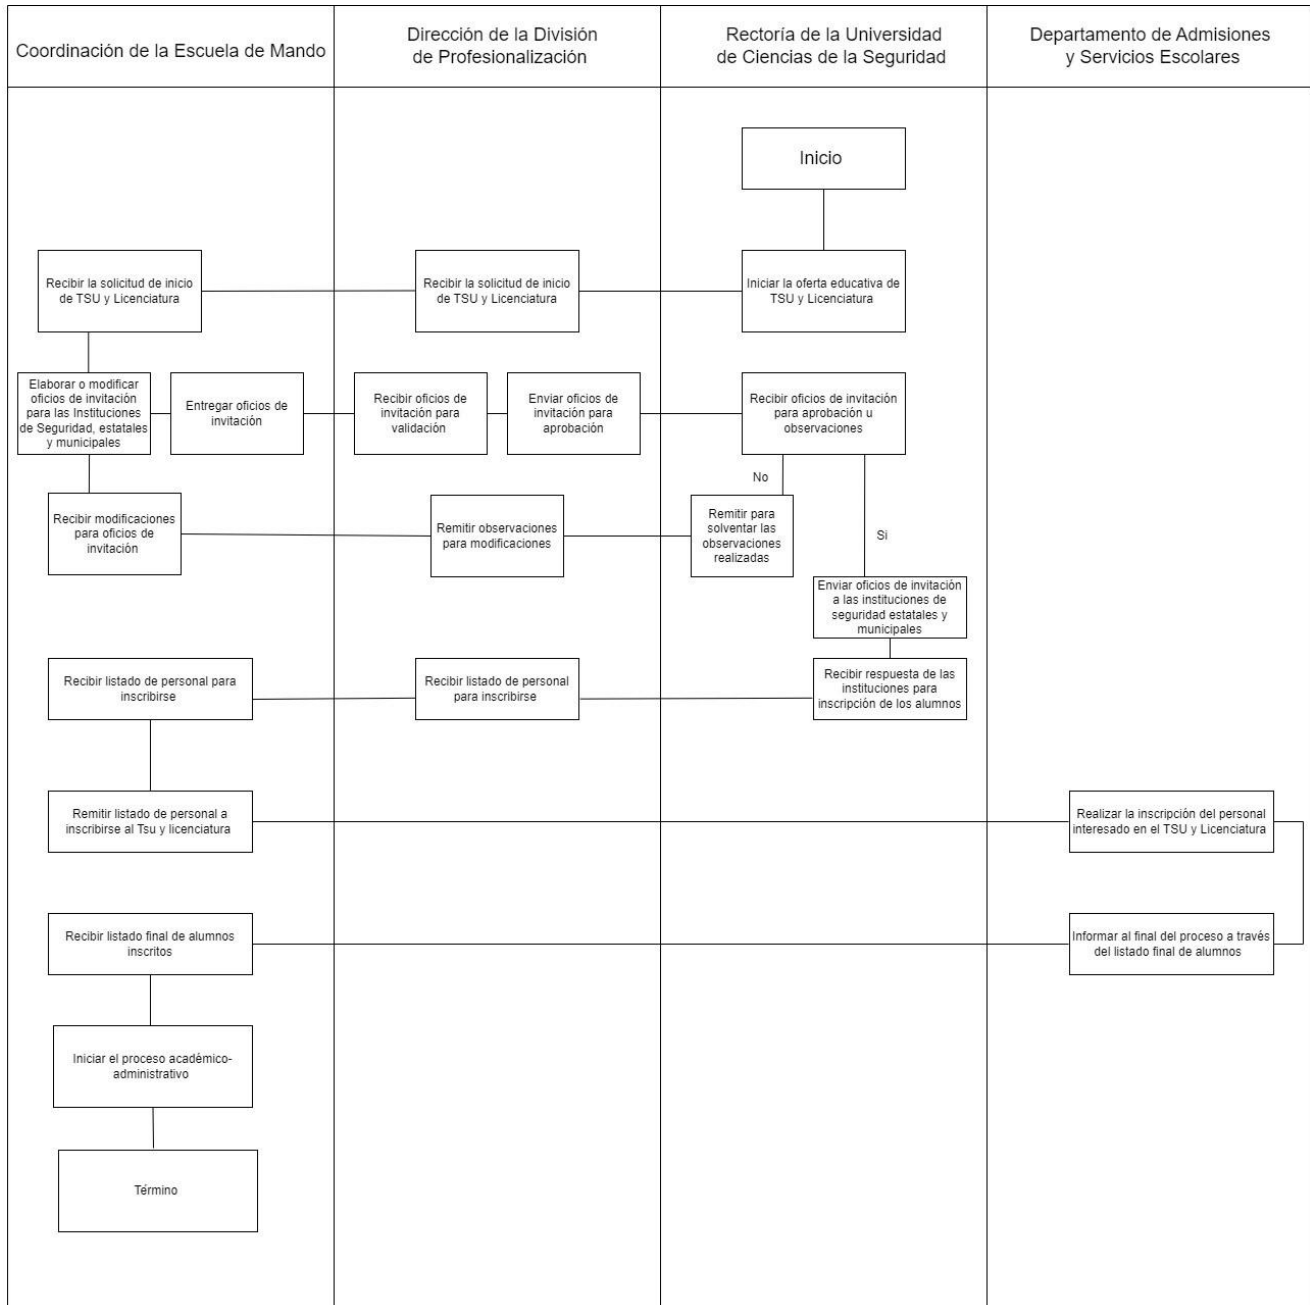 Coordinación de la Escuela de Mando
Dirección de la División
de Profesionalización
Rectoría de la Universidad
de Ciencias de la Seguridad
Departamento de Admisiones
y Servicios Escolares
Inicio
Recibir la solicitud de inicio
de TSU y Licenciatura
Recibir la solicitud de inicio
de TSU y Licenciatura
Iniciar la oferta educativa de
TSU y Licenciatura
Elaborar o modificar
oficios de invitación
para las Instituciones
de Seguridad, estatales
y municipales
Entregar oficios de
invitación
Recibir oficios de
invitación para
validación
Enviar oficios de
invitación para
aprobación
Recibir oficios de invitación
para aprobación u
observaciones
No
Si
Recibir modificaciones
para oficios de
invitación
Remitir observaciones
para modificaciones
Remitir para
solventar las
observaciones
realizadas
Enviar oficios de invitación
a las instituciones de
seguridad estatales y
municipales
Recibir listado de personal para
inscribirse
Recibir listado de personal
para inscribirse
Recibir respuesta de las
instituciones para
inscripción de los alumnos
Remitir listado de personal a
inscribirse al Tsu y licenciatura
Realizar la inscripción del personal
interesado en el TSU y Licenciatura
Recibir listado final de alumnos
inscritos
Informar al final del proceso a través
del listado final de alumnos
Iniciar el proceso académico-
administrativo
Término